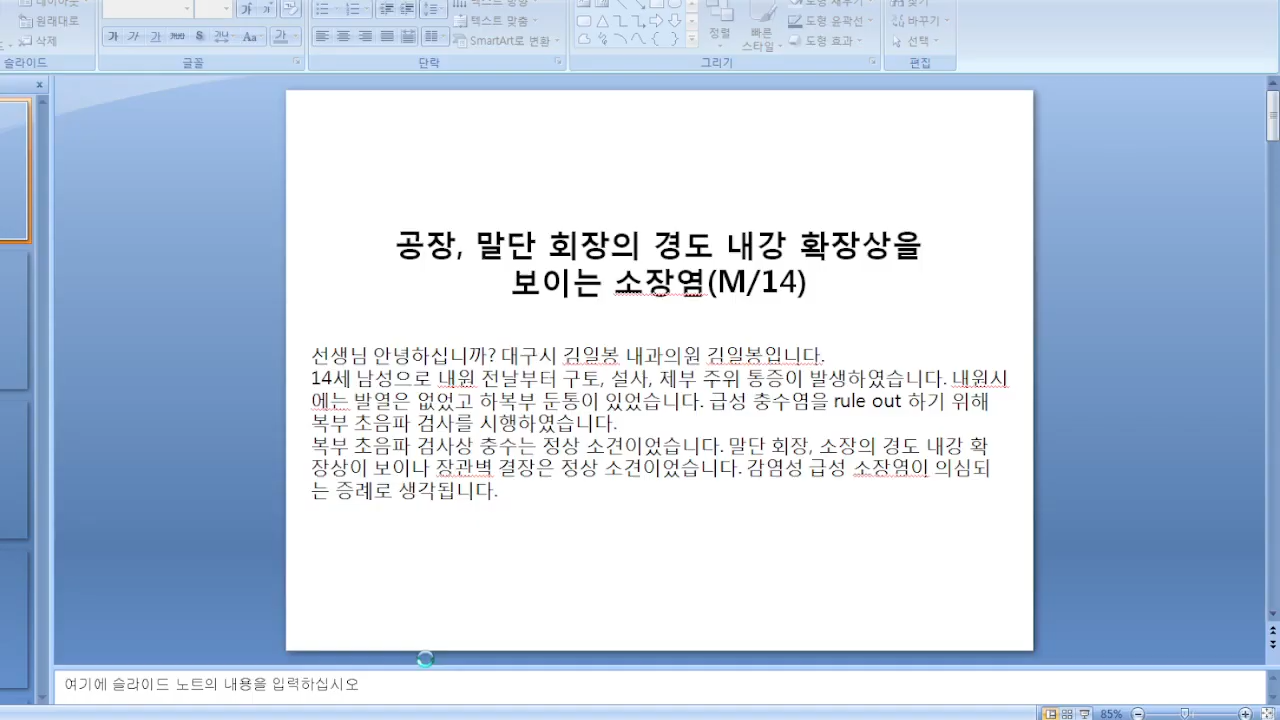 원래대로
삭제
슬라이드
글꼴
텍스트 맞춤
SmartArt로 변환
단락
정렬
빠른
스타일
도형 윤곽선
도형 효과
그리기
바꾸기
선택
편집
공장, 말단 회장의 경도 내강 확장상을
보이는 소장염(M/14)
선생님 안녕하십니까? 대구시 김일봉 내과의원 김일봉입니다.
14세 남성으로 내원 전날부터 구토, 설사, 제부 주위 통증이 발생하였습니다. 내원시
에는 발열은 없었고 하복부 둔통이 있었습니다. 급성 충수염을 rule out 하기 위해
복부 초음파 검사를 시행하였습니다.
복부 초음파 검사상 충수는 정상 소견이었습니다. 말단 회장, 소장의 경도 내강 확
장상이 보이나 장관벽 결장은 정상 소견이었습니다. 감염성 급성 소장염이 의심되
는 증례로 생각됩니다.
여기에 슬라이드 노트의 내용을 입력하십시오
85%